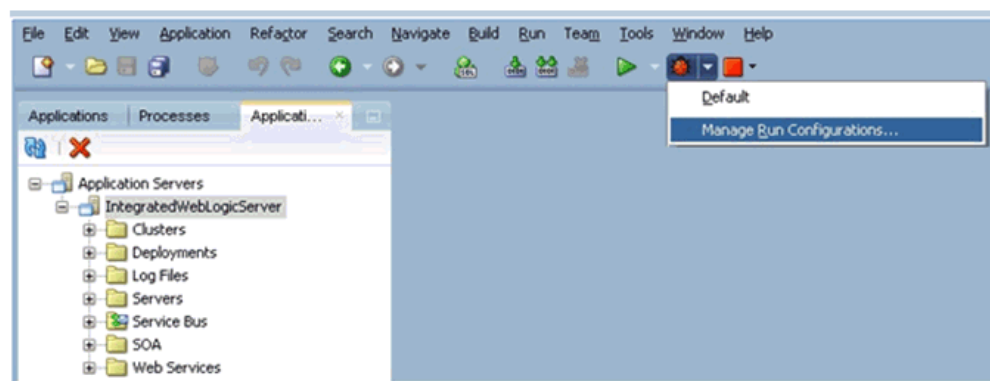 File Edit View Application Refactor Search Navigate Build Run Team Tools Window Help
Default
Manage Run Configurations...
Applications Processes Applicati...
Application Servers
IntegratedWebLogicServer
Clusters
Deployments
Log Files
Servers
Service Bus
SOA
Web Services